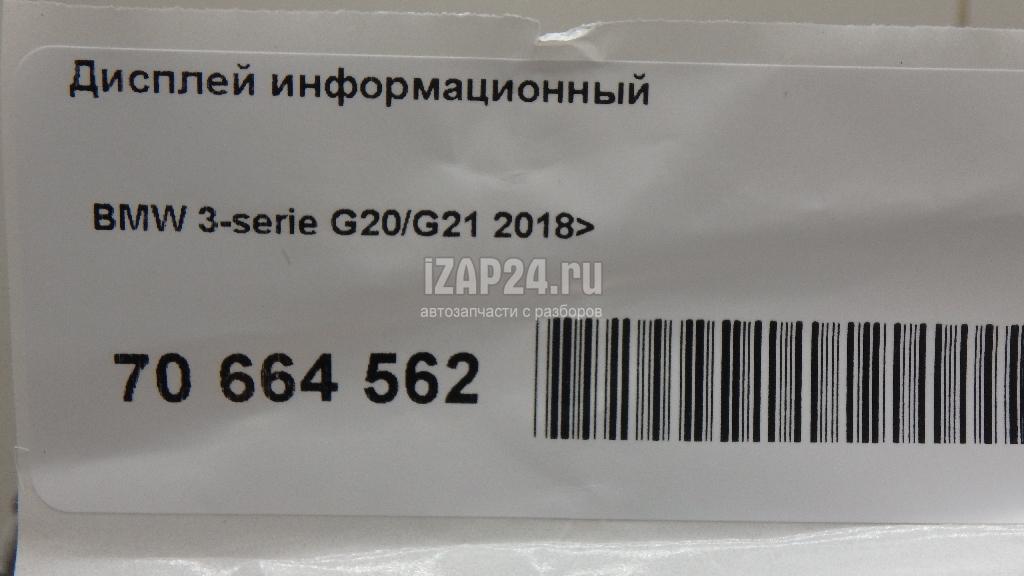 Дисплей информационный
BMW 3-serie G20/G21 2018>
iZAP24.ru
автозапчасти с разборов
70 664 562